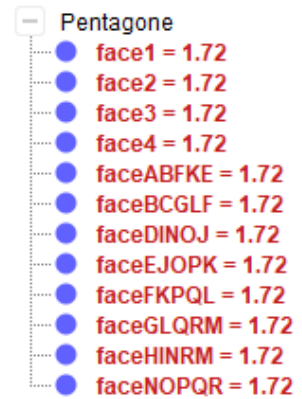 Pentagone
face1 = 1.72
face2 = 1.72
face3 = 1.72
face4 = 1.72
faceABFKE = 1.72
faceBCGLF = 1.72
faceDINOJ = 1.72
faceEJOPK = 1.72
faceFKPQL = 1.72
faceGLQRM = 1.72
faceHINRM = 1.72
faceNOPQR = 1.72